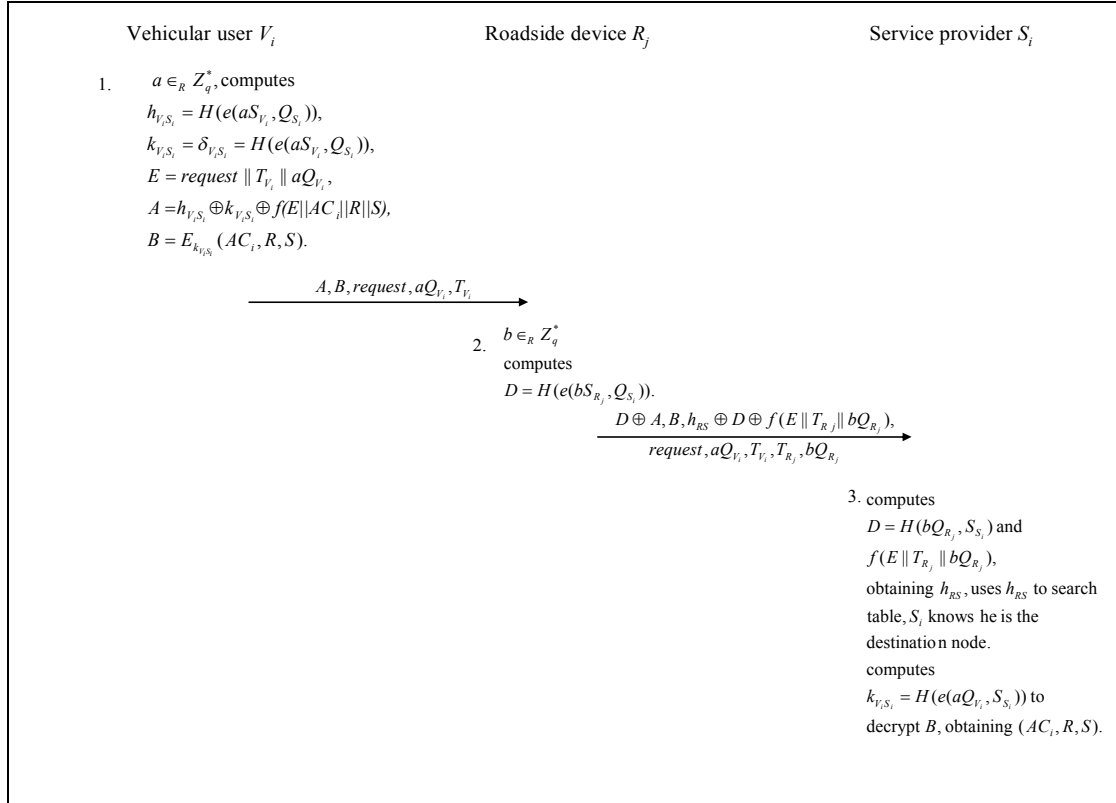 Vehicular user V_i Roadside device R_j Service provider S_i
1. a ∈_R Z_q^*, computes
h_{V_iS_i} = H(e(aS_{V_i}, Q_{S_i})),
k_{V_iS_i} = δ_{V_iS_i} = H(e(aS_{V_i}, Q_{S_i})),
E = request || T_{V_i} || aQ_{V_i},
A = h_{V_iS_i} ⊕ k_{V_iS_i} ⊕ f(E||AC_i||R||S),
B = E_{k_{V_iS_i}}(AC_i, R, S).
A, B, request, aQ_{V_i}, T_{V_i}
2. b ∈_R Z_q^*
computes
D = H(e(bS_{R_j}, Q_{S_i})).
D ⊕ A, B, h_{RS} ⊕ D ⊕ f(E || T_{R_j} || bQ_{R_j}),
request, aQ_{V_i}, T_{V_i}, T_{R_j}, bQ_{R_j}
3. computes
D = H(bQ_{R_j}, S_{S_i}) and
f(E || T_{R_j} || bQ_{R_j}),
obtaining h_{RS}, uses h_{RS} to search
table, S_i knows he is the
destination node.
computes
k_{V_iS_i} = H(e(aQ_{V_i}, S_{S_i})) to
decrypt B, obtaining (AC_i, R, S).